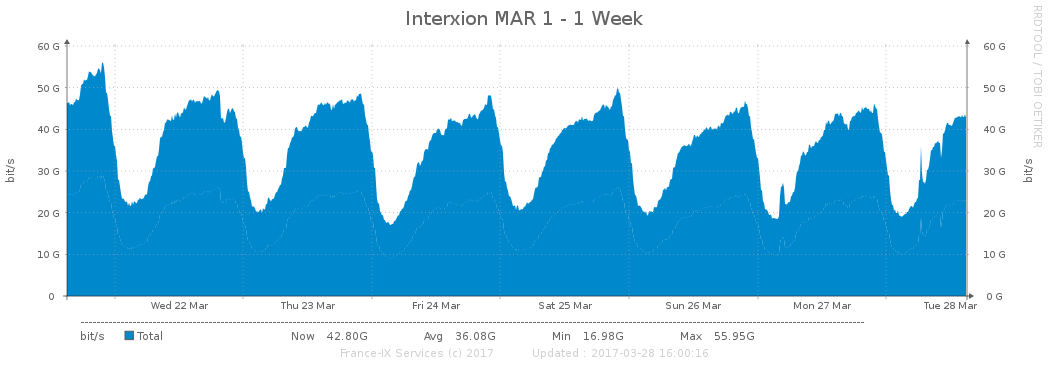 Interxion MAR 1 - 1 Week
RRDTOOL / TOBI OETIKER
bit/s
60 G 60 G
50 G 50 G
40 G 40 G
30 G 30 G
20 G 20 G
10 G 10 G
0 0 G
bit/s
Wed 22 Mar Thu 23 Mar Fri 24 Mar Sat 25 Mar Sun 26 Mar Mon 27 Mar Tue 28 Mar
bit/s Total Now 42.80G Avg 36.08G Min 16.98G Max 55.95G
France-IX Services (c) 2017 Updated : 2017-03-28 16:00:16